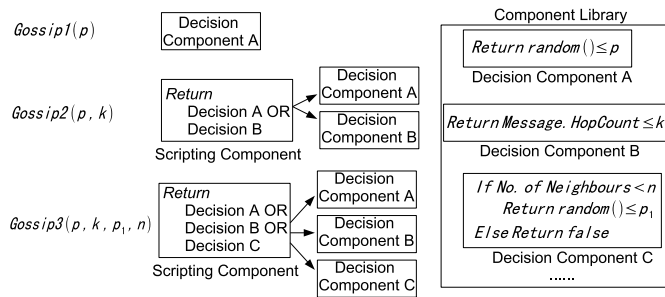 Gossip1(p)
Decision
Component A
Gossip2(p, k)
Return
Decision A OR
Decision B
Scripting Component
Decision
Component A
Decision
Component B
Gossip3(p, k, p₁, n)
Return
Decision A OR
Decision B OR
Decision C
Scripting Component
Decision
Component A
Decision
Component B
Decision
Component C
Component Library
Return random()≤p
Decision Component A
Return Message. HopCount≤k
Decision Component B
If No. of Neighbours<n
Return random()≤p₁
Else Return false
Decision Component C
......